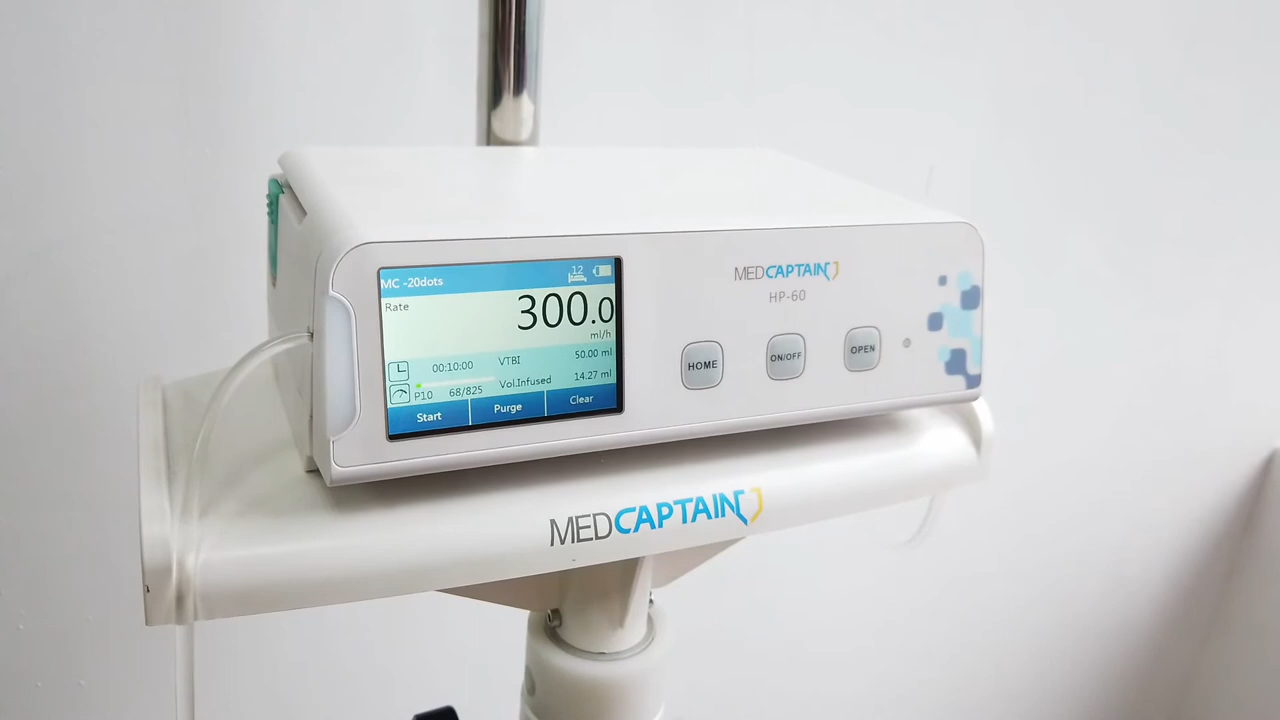 MC -20dots
12
Rate
300.0
ml/h
00:10:00 VTBI 50.00 ml
P10 68/825 Vol.Infused 14.27 ml
Start Purge Clear
MEDCAPTAIN
HP-60
HOME ON/OFF OPEN
MEDCAPTAIN